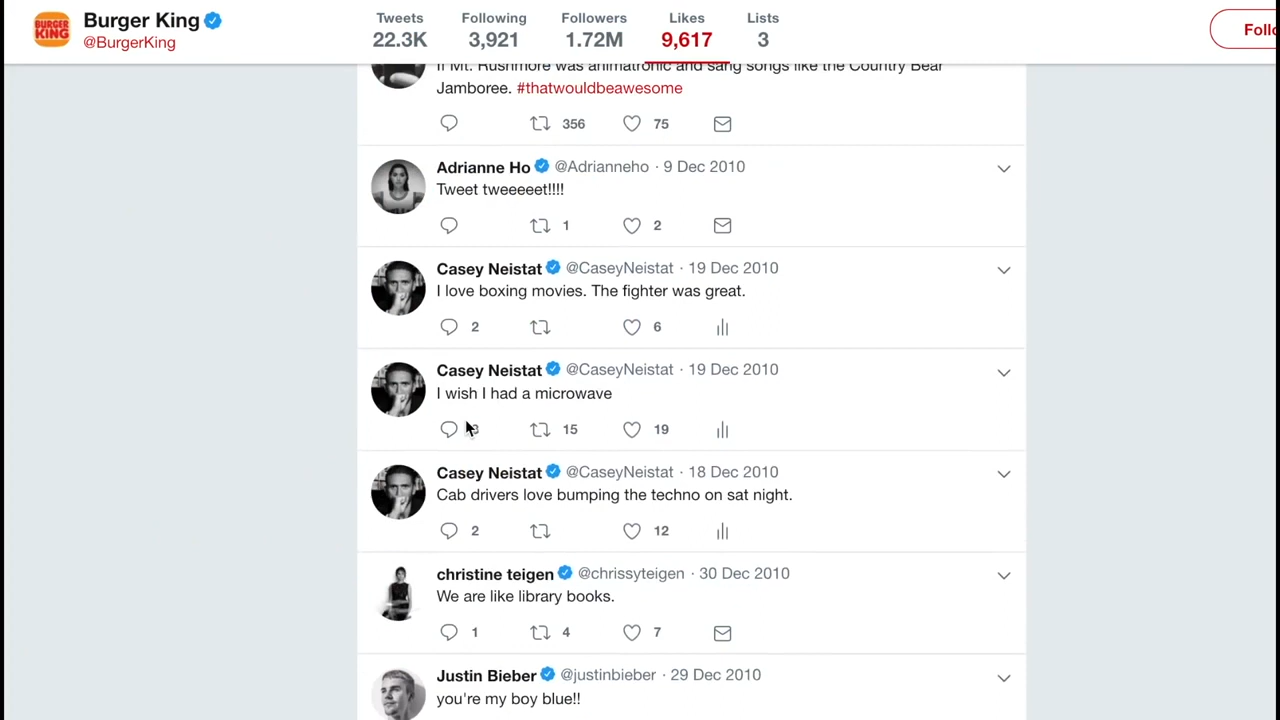 BURGER KING
Burger King
@BurgerKing
Tweets Following Followers Likes Lists
22.3K 3,921 1.72M 9,617 3
If Mt. Rushmore was animatronic and sang songs like the Country Bear
Jamboree. #thatwouldbeawesome
356 75
Adrianne Ho @Adrianneho · 9 Dec 2010
Tweet tweeeeet!!!!
1 2
Casey Neistat @CaseyNeistat · 19 Dec 2010
I love boxing movies. The fighter was great.
2 6
Casey Neistat @CaseyNeistat · 19 Dec 2010
I wish I had a microwave
15 19
Casey Neistat @CaseyNeistat · 18 Dec 2010
Cab drivers love bumping the techno on sat night.
2 12
christine teigen @chrissyteigen · 30 Dec 2010
We are like library books.
1 4 7
Justin Bieber @justinbieber · 29 Dec 2010
you're my boy blue!!